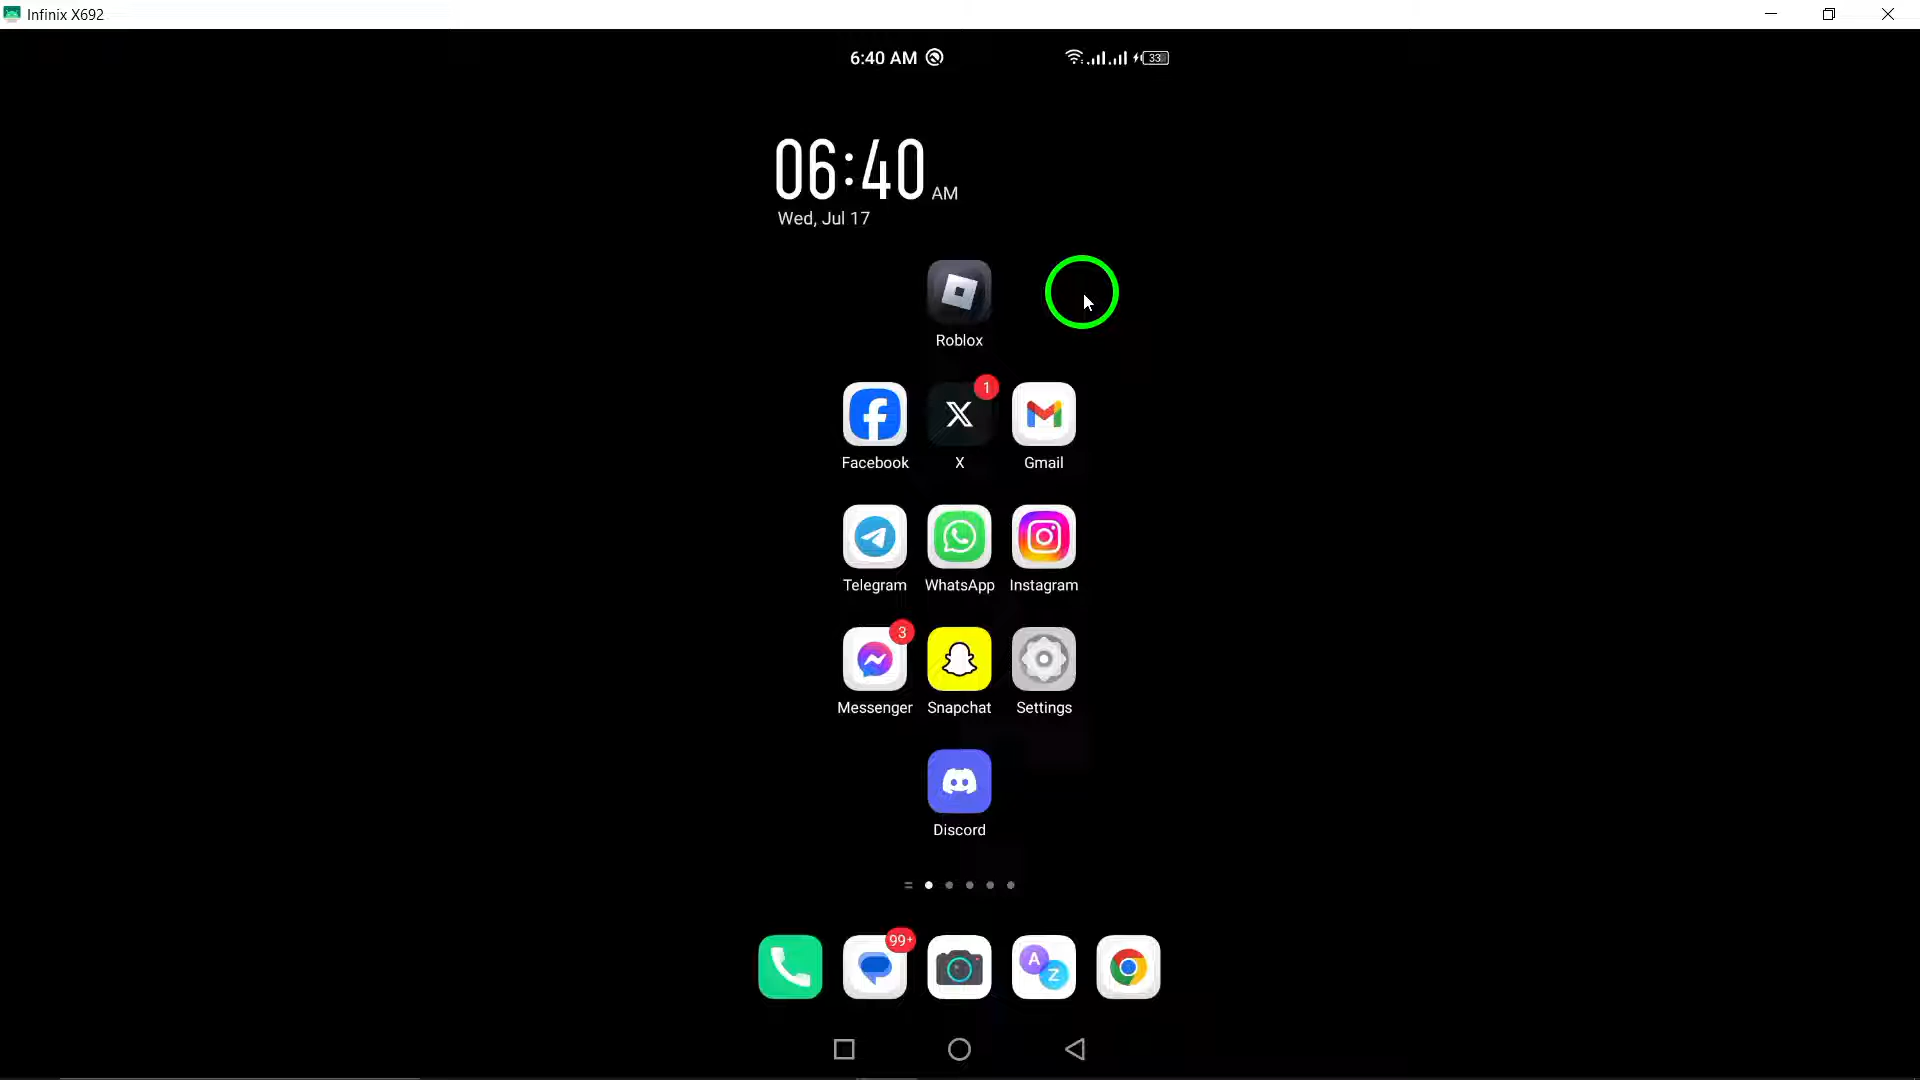 Infinix X692
6:40 AM
33
06:40 AM
Wed, Jul 17
Roblox
1
Facebook X Gmail
Telegram WhatsApp Instagram
3
Messenger Snapchat Settings
Discord
99+
A
Z